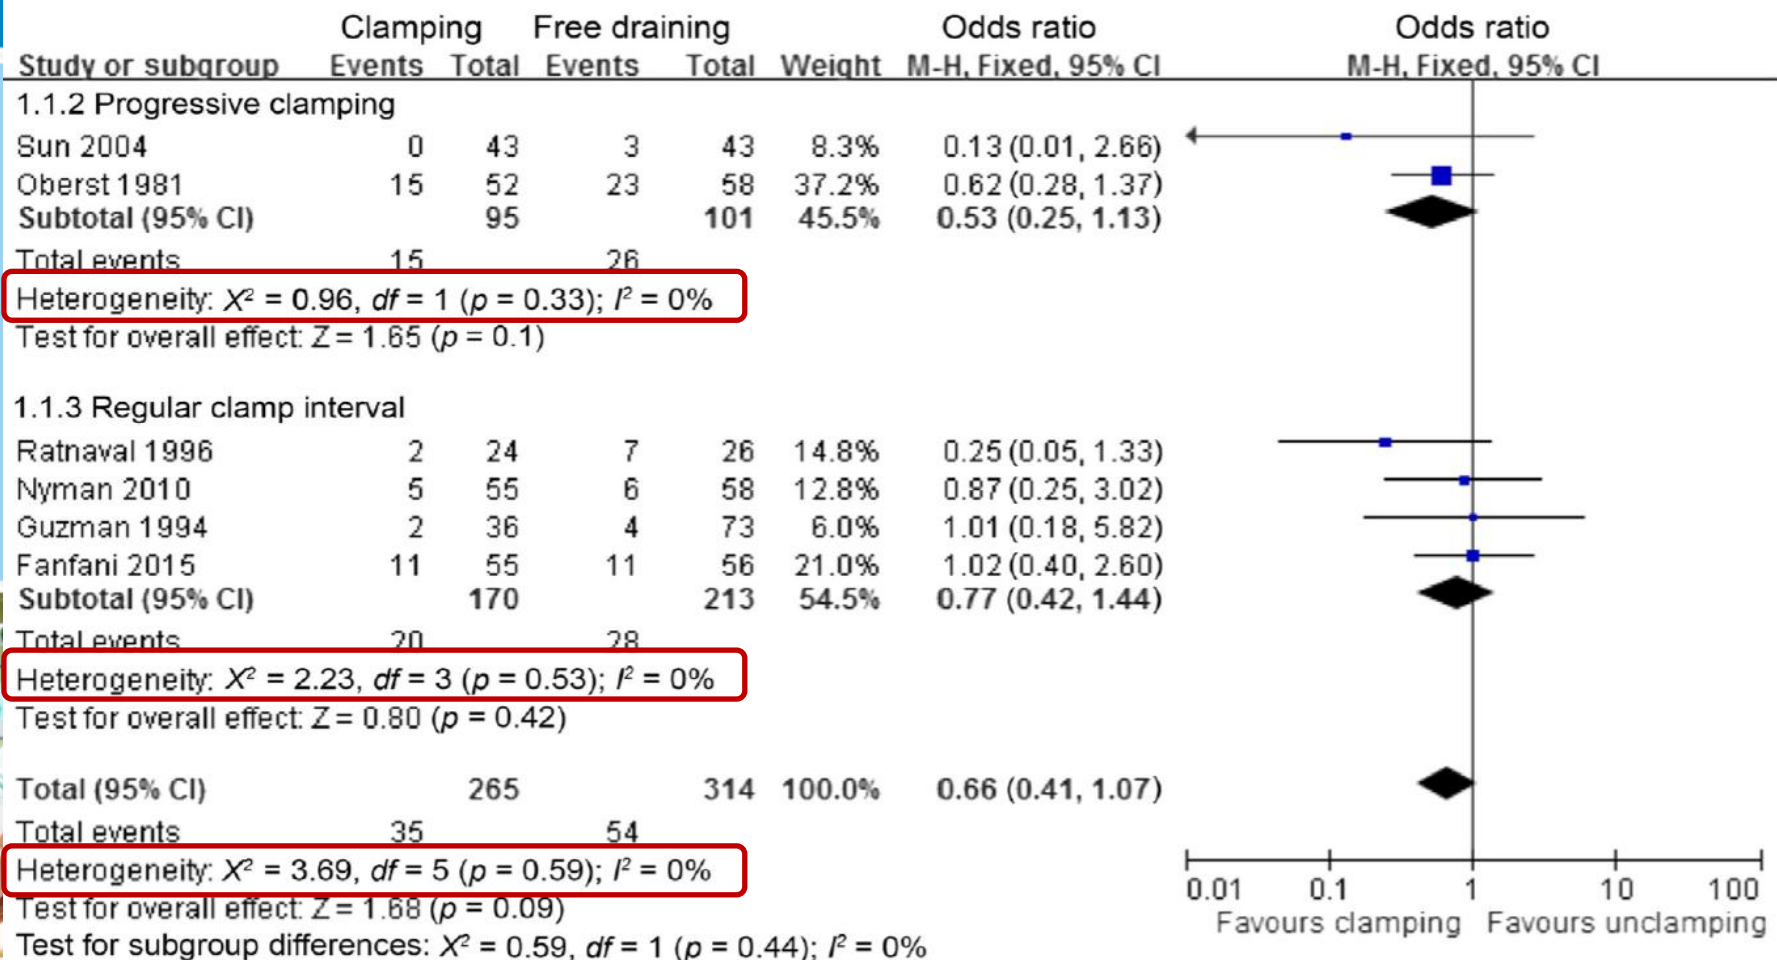 Clamping Free draining Odds ratio Odds ratio
Study or subgroup Events Total Events Total Weight M-H, Fixed, 95% CI M-H, Fixed, 95% CI
1.1.2 Progressive clamping
Sun 2004 0 43 3 43 8.3% 0.13 (0.01, 2.66)
Oberst 1981 15 52 23 58 37.2% 0.62 (0.28, 1.37)
Subtotal (95% CI) 95 101 45.5% 0.53 (0.25, 1.13)
Total events 15 26
Heterogeneity: X² = 0.96, df = 1 (p = 0.33); I² = 0%
Test for overall effect: Z = 1.65 (p = 0.1)
1.1.3 Regular clamp interval
Ratnaval 1996 2 24 7 26 14.8% 0.25 (0.05, 1.33)
Nyman 2010 5 55 6 58 12.8% 0.87 (0.25, 3.02)
Guzman 1994 2 36 4 73 6.0% 1.01 (0.18, 5.82)
Fanfani 2015 11 55 11 56 21.0% 1.02 (0.40, 2.60)
Subtotal (95% CI) 170 213 54.5% 0.77 (0.42, 1.44)
Total events 20 28
Heterogeneity: X² = 2.23, df = 3 (p = 0.53); I² = 0%
Test for overall effect: Z = 0.80 (p = 0.42)
Total (95% CI) 265 314 100.0% 0.66 (0.41, 1.07)
Total events 35 54
Heterogeneity: X² = 3.69, df = 5 (p = 0.59); I² = 0%
0.01 0.1 1 10 100
Test for overall effect: Z = 1.68 (p = 0.09)
Favours clamping Favours unclamping
Test for subgroup differences: X² = 0.59, df = 1 (p = 0.44); I² = 0%